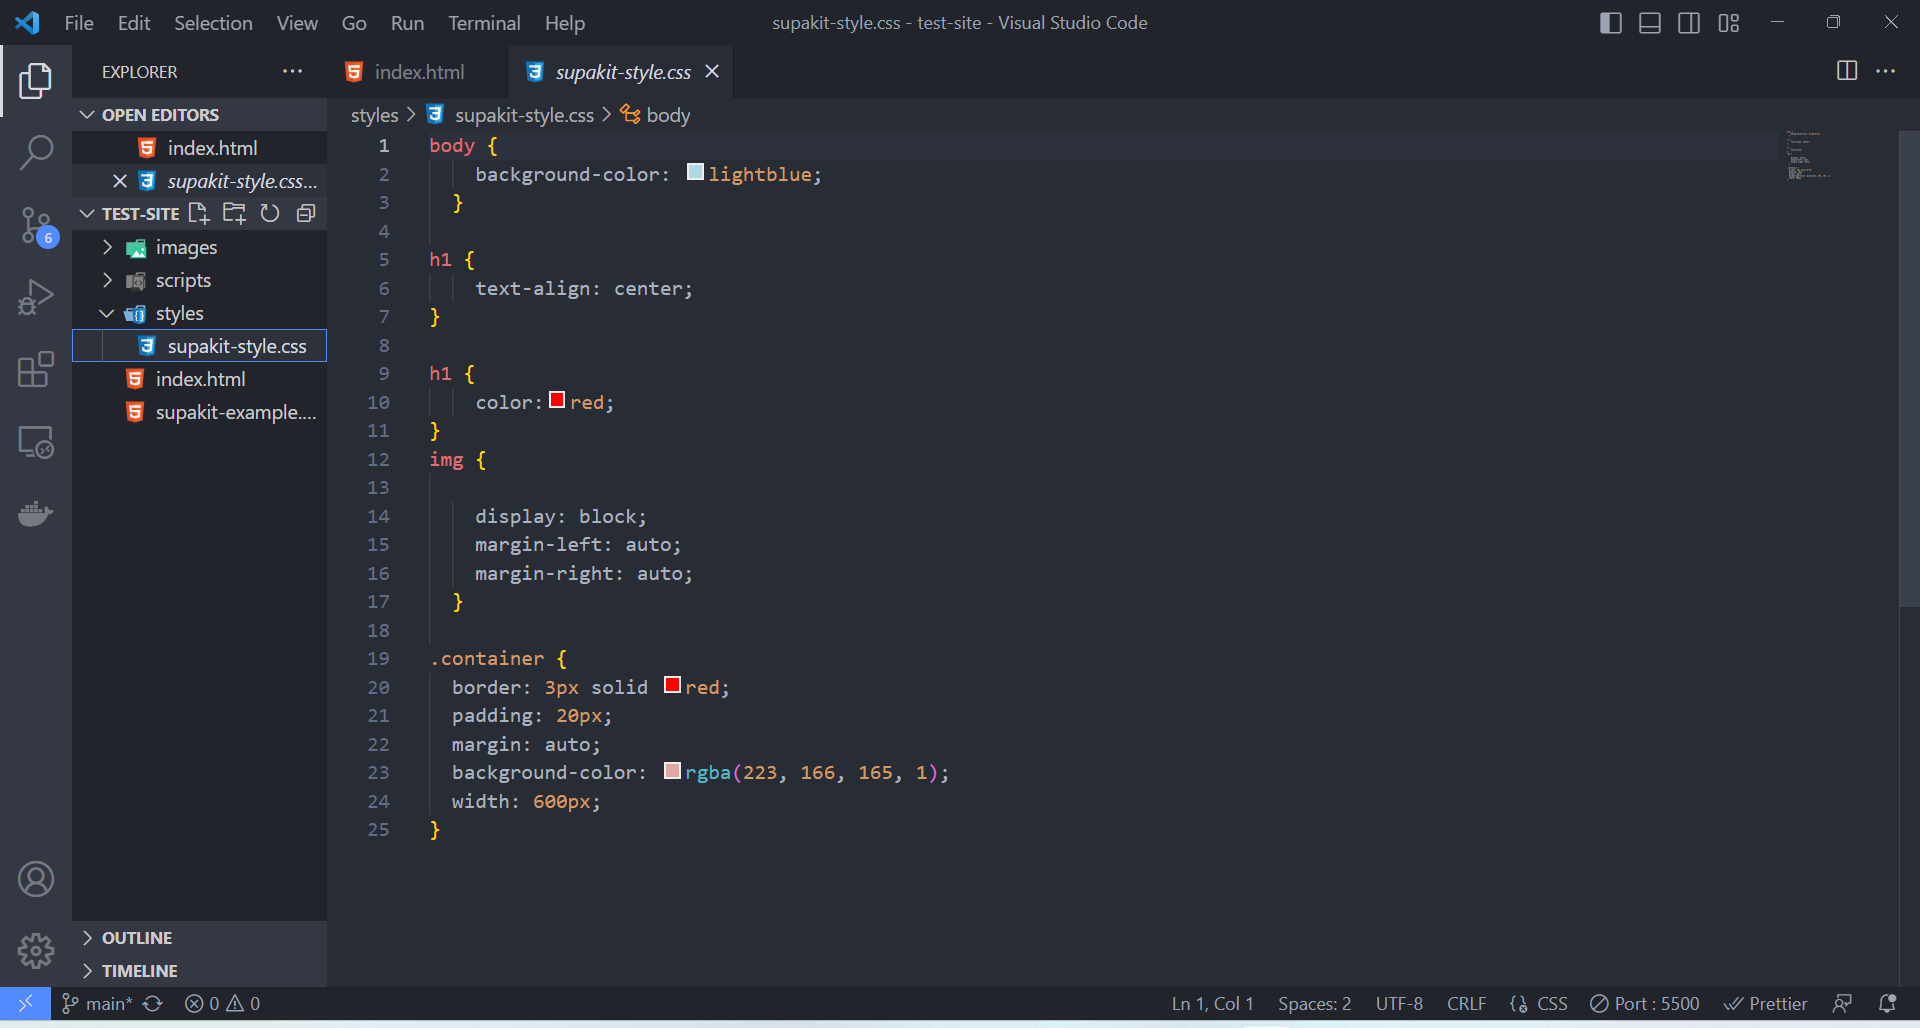 File Edit Selection View Go Run Terminal Help
supakit-style.css - test-site - Visual Studio Code
EXPLORER
index.html
supakit-style.css
OPEN EDITORS
index.html
supakit-style.css...
TEST-SITE
images
scripts
styles
supakit-style.css
index.html
supakit-example....
OUTLINE
TIMELINE
6
styles > supakit-style.css > body
1 body {
2 background-color: lightblue;
3 }
4
5 h1 {
6 text-align: center;
7 }
8
9 h1 {
10 color: red;
11 }
12 img {
13
14 display: block;
15 margin-left: auto;
16 margin-right: auto;
17 }
18
19 .container {
20 border: 3px solid red;
21 padding: 20px;
22 margin: auto;
23 background-color: rgba(223, 166, 165, 1);
24 width: 600px;
25 }
main* 0 0
Ln 1, Col 1 Spaces: 2 UTF-8 CRLF {} CSS Port : 5500 Prettier